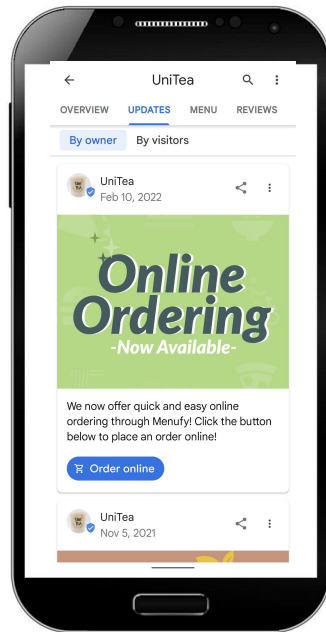 UniTea
OVERVIEW UPDATES MENU REVIEWS
By owner By visitors
UniTea
Feb 10, 2022
Online
Ordering
-Now Available-
We now offer quick and easy online
ordering through Menufy! Click the button
below to place an order online!
Order online
UniTea
Nov 5, 2021